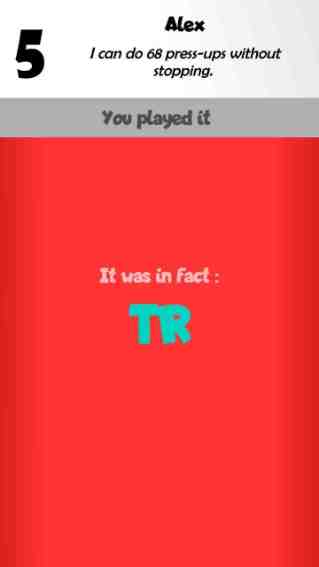 Alex
5
I can do 68 press-ups without
stopping.
You played it
It was in fact :
TR